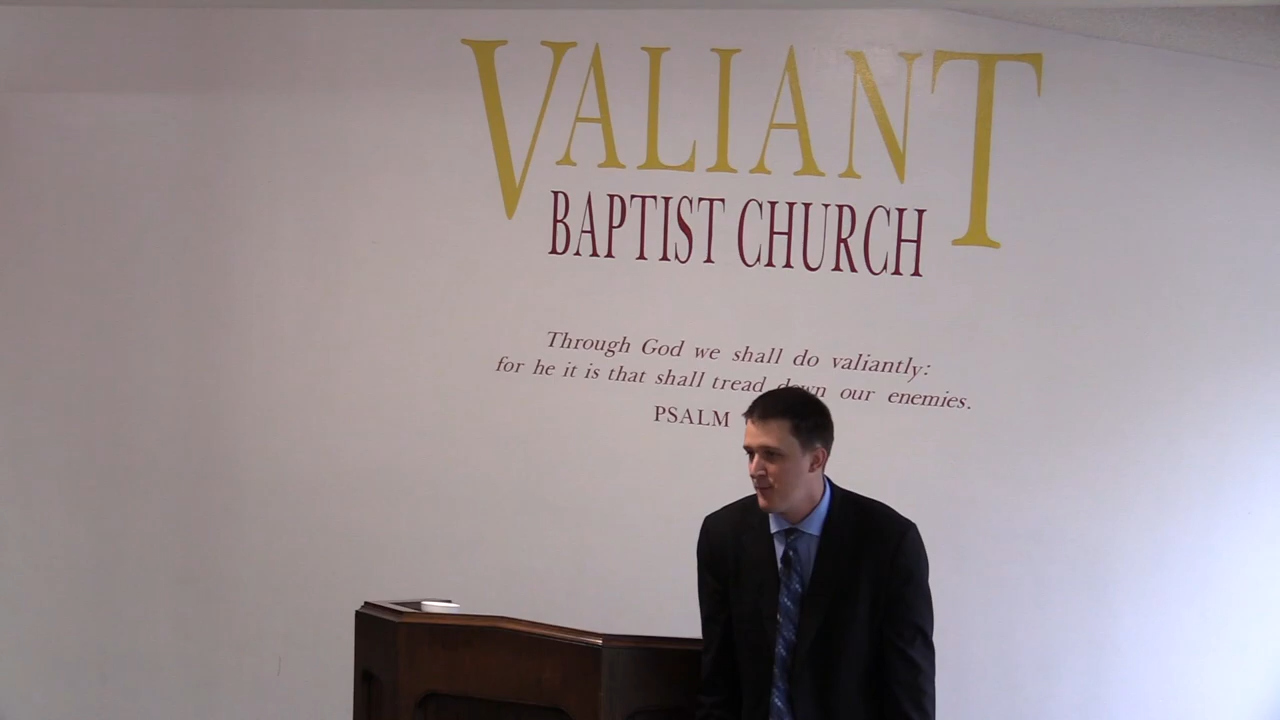 VALIANT
BAPTIST CHURCH
Through God we shall do valiantly:
for he it is that shall tread down our enemies.
PSALM